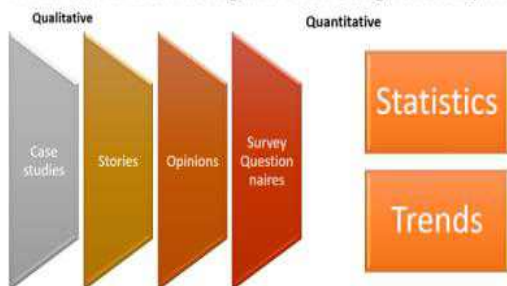 Qualitative
Quantitative
Case
studies
Stories
Opinions
Survey
Question
naires
Statistics
Trends